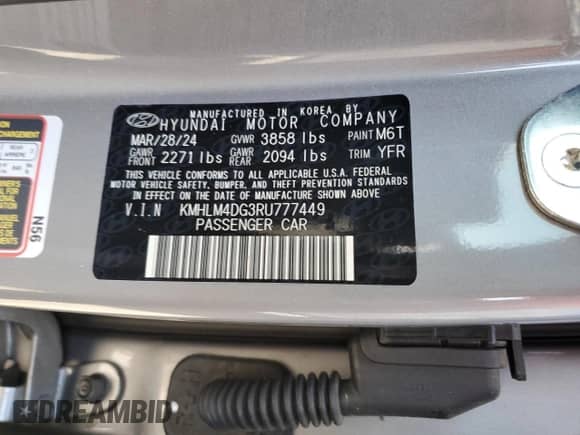 MANUFACTURED IN KOREA BY
HYUNDAI MOTOR COMPANY
MAR/28/24 GVWR 3858 lbs PAINT M6T
GAWR FRONT 2271 lbs GAWR REAR 2094 lbs TRIM YFR
THIS VEHICLE CONFORMS TO ALL APPLICABLE U.S.A. FEDERAL
MOTOR VEHICLE SAFETY, BUMPER, AND THEFT PREVENTION STANDARDS
IN EFFECT ON THE DATE OF MANUFACTURE SHOWN ABOVE
V.I.N KMHLM4DG3RU777449
PASSENGER CAR
N56
DREAMBID